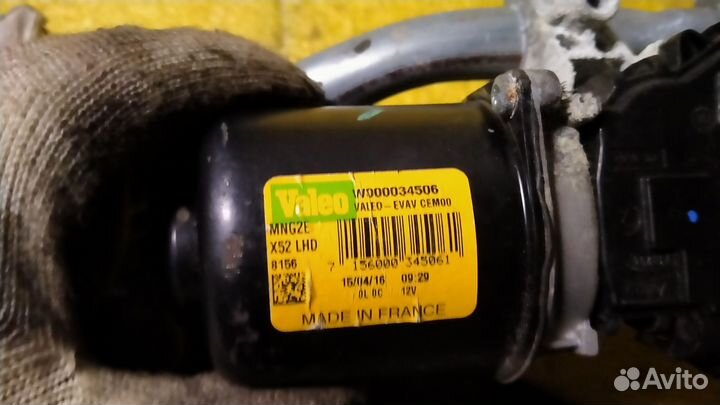 Valeo
W000034506
VALEO-EVAV CEM00
MNG2E
X52 LHD
8156
7 156000 345061
15/04/16 09:29
0L 0C 12V
MADE IN FRANCE
Avito